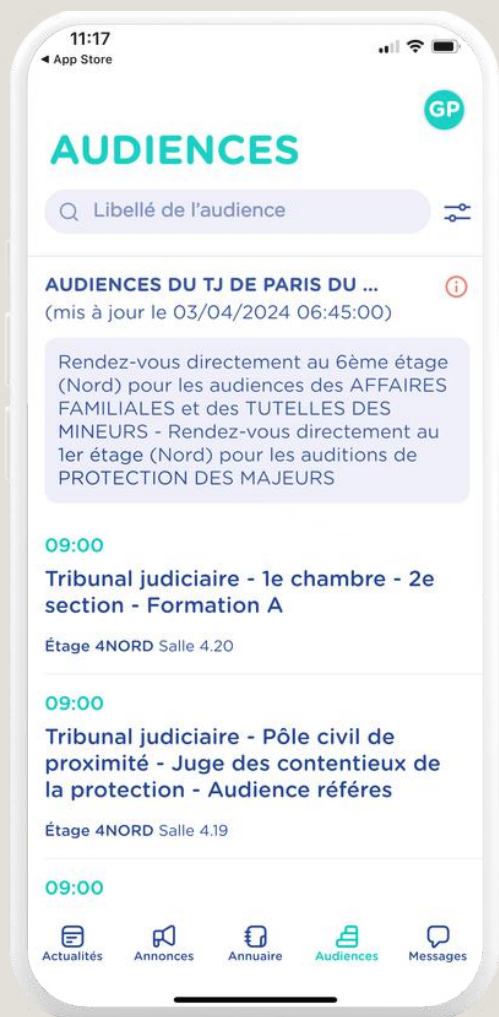 11:17
◀ App Store
GP
AUDIENCES
Libellé de l'audience
AUDIENCES DU TJ DE PARIS DU ...
(mis à jour le 03/04/2024 06:45:00)
Rendez-vous directement au 6ème étage
(Nord) pour les audiences des AFFAIRES
FAMILIALES et des TUTELLES DES
MINEURS - Rendez-vous directement au
1er étage (Nord) pour les auditions de
PROTECTION DES MAJEURS
09:00
Tribunal judiciaire - 1e chambre - 2e
section - Formation A
Étage 4NORD Salle 4.20
09:00
Tribunal judiciaire - Pôle civil de
proximité - Juge des contentieux de
la protection - Audience référes
Étage 4NORD Salle 4.19
09:00
Actualités Annonces Annuaire Audiences Messages